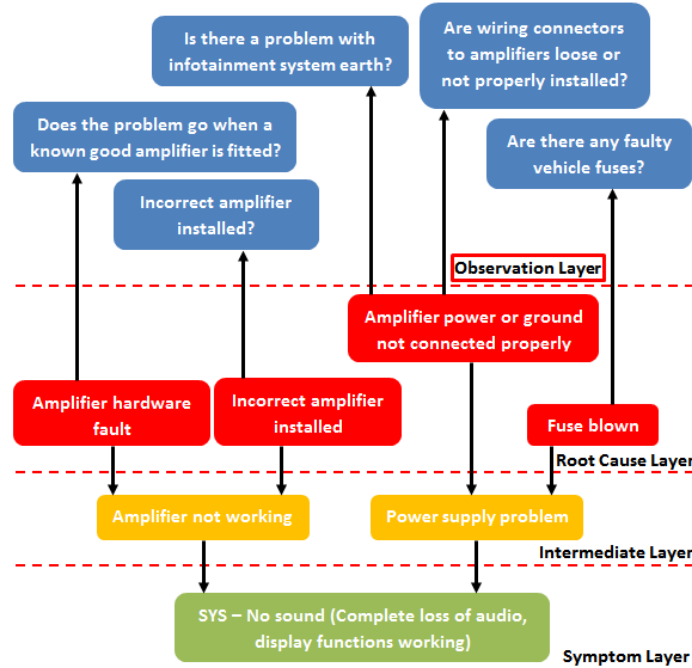 Is there a problem with
infotainment system earth?
Are wiring connectors
to amplifiers loose or
not properly installed?
Does the problem go when a
known good amplifier is fitted?
Are there any faulty
vehicle fuses?
Incorrect amplifier
installed?
Observation Layer
Amplifier power or ground
not connected properly
Amplifier hardware
fault
Incorrect amplifier
installed
Fuse blown
Root Cause Layer
Amplifier not working
Power supply problem
Intermediate Layer
SYS – No sound (Complete loss of audio,
display functions working)
Symptom Layer